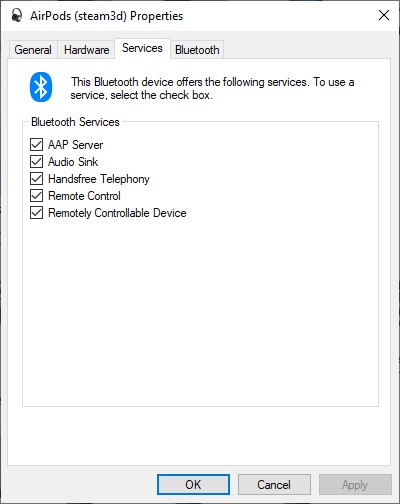 AirPods (steam3d) Properties
General Hardware Services Bluetooth
This Bluetooth device offers the following services. To use a
service, select the check box.
Bluetooth Services
AAP Server
Audio Sink
Handsfree Telephony
Remote Control
Remotely Controllable Device
OK Cancel Apply